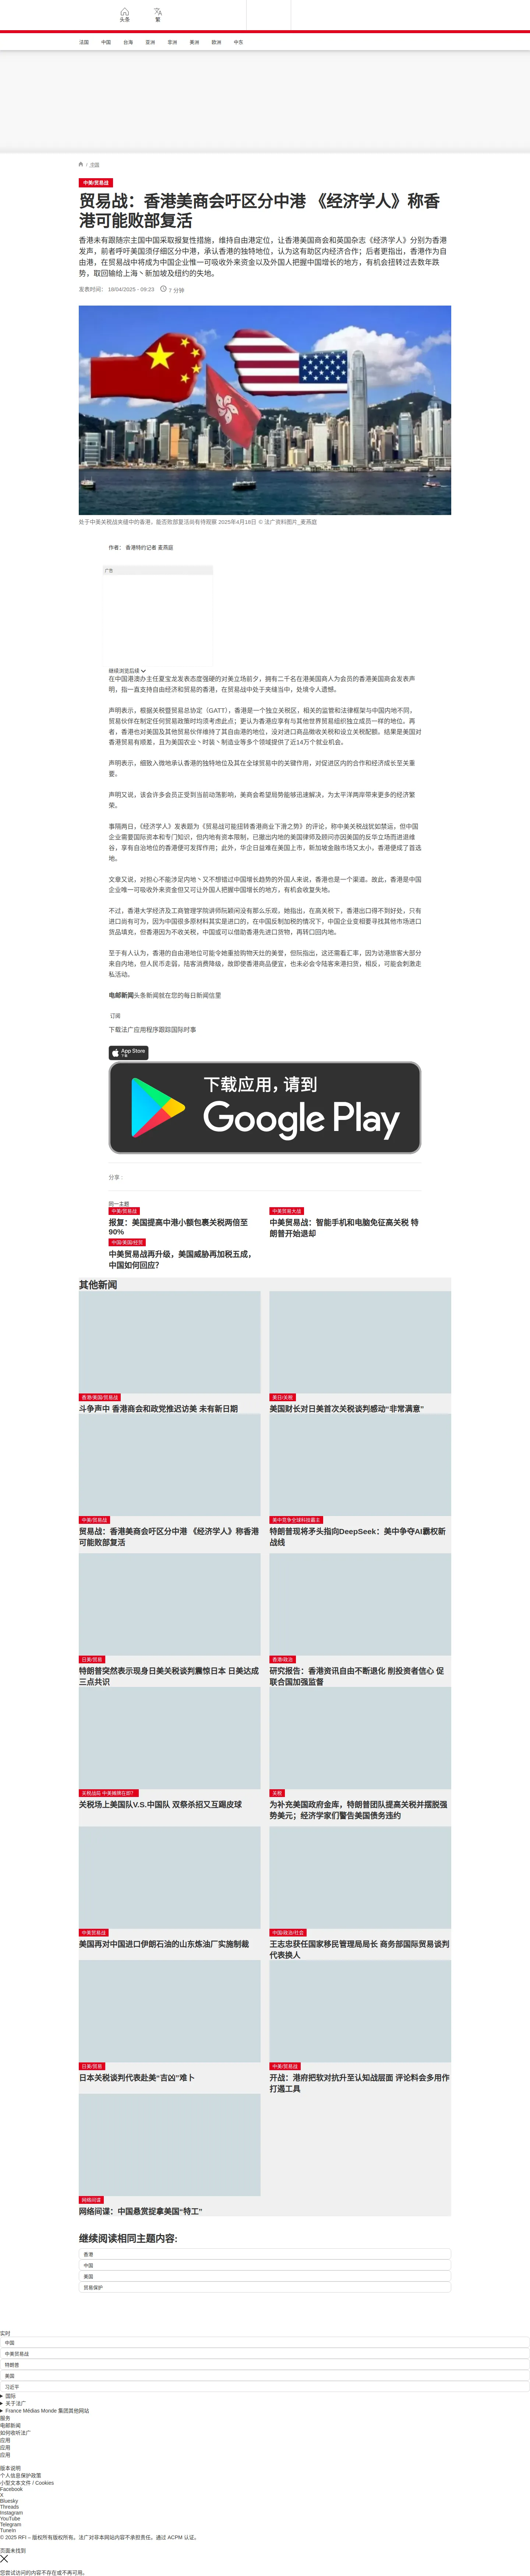 头条
繁
法国
中国
台海
亚洲
非洲
美洲
欧洲
中东
/ 中国
中美/贸易战
贸易战：香港美商会吁区分中港 《经济学人》称香
港可能败部复活
香港未有跟随宗主国中国采取报复性措施，维持自由港定位，让香港美国商会和英国杂志《经济学人》分别为香港
发声，前者呼吁美国须仔细区分中港，承认香港的独特地位，认为这有助区内经济合作；后者更指出，香港作为自
由港，在贸易战中将成为中国企业惟一可吸收外来资金以及外国人把握中国增长的地方，有机会扭转过去数年跌
势，取回输给上海丶新加坡及纽约的失地。
发表时间： 18/04/2025 - 09:23
7 分钟
处于中美关税战夹缝中的香港，能否败部复活尚有待观察 2025年4月18日 © 法广资料图片_麦燕庭
作者： 香港特约记者 麦燕庭
广告
继续浏览后续
在中国港澳办主任夏宝龙发表态度强硬的对美立场前夕，拥有二千名在港美国商人为会员的香港美国商会发表声
明，指一直支持自由经济和贸易的香港，在贸易战中处于夹缝当中，处境令人遗憾。
声明表示，根据关税暨贸易总协定（GATT），香港是一个独立关税区，相关的监管和法律框架与中国内地不同，
贸易伙伴在制定任何贸易政策时均须考虑此点；更认为香港应享有与其他世界贸易组织独立成员一样的地位。再
者，香港也对美国及其他贸易伙伴维持了其自由港的地位，没对进口商品徵收关税和设立关税配额。结果是美国对
香港贸易有顺差，且为美国农业丶时装丶制造业等多个领域提供了近14万个就业机会。
声明表示，细致入微地承认香港的独特地位及其在全球贸易中的关键作用，对促进区内的合作和经济成长至关重
要。
声明又说，该会许多会员正受到当前动荡影响，美商会希望局势能够迅速解决，为太平洋两岸带来更多的经济繁
荣。
事隔两日，《经济学人》发表题为《贸易战可能扭转香港商业下滑之势》的评论，称中美关税战犹如禁运，但中国
企业需要国际资本和专门知识，但内地有资本限制，已撤出内地的美国律师及顾问亦因美国的反华立场而进退维
谷，享有自治地位的香港便可发挥作用；此外，华企日益难在美国上市，新加坡金融市场又太小，香港便成了首选
地。
文章又说，对担心不能涉足内地丶又不想错过中国增长趋势的外国人来说，香港也是一个渠道。故此，香港是中国
企业唯一可吸收外来资金但又可让外国人把握中国增长的地方，有机会收复失地。
不过，香港大学经济及工商管理学院讲师阮颖闲没有那么乐观。她指出，在高关税下，香港出口得不到好处，只有
进口尚有可为，因为中国很多原材料其实是进口的，在中国反制加税的情况下，中国企业变相要寻找其他市场进口
货品填充，但香港因为不收关税，中国或可以借助香港先进口货物，再转口回内地。
至于有人认为，香港的自由港地位可能令她重拾购物天灶的美誉，但阮指出，这还需看汇率，因为访港旅客大部分
来自内地，但人民币走弱，陆客消费降级，故即使香港商品便宜，也未必会令陆客来港扫货，相反，可能会刺激走
私活动。
电邮新闻头条新闻就在您的每日新闻信里
订阅
下载法广应用程序跟踪国际时事
App Store
下载应用，请到
Google Play
分享 :
同一主题
中美/贸易战
报复：美国提高中港小额包裹关税两倍至
90%
中美贸易大战
中美贸易战：智能手机和电脑免征高关税 特
朗普开始退却
中国/美国/经贸
中美贸易战再升级，美国威胁再加税五成，
中国如何回应？
其他新闻
香港/美国/贸易战
斗争声中 香港商会和政党推迟访美 未有新日期
美日/关税
美国财长对日美首次关税谈判感动“非常满意”
中美/贸易战
贸易战：香港美商会吁区分中港 《经济学人》称香港
可能败部复活
美中竞争全球科技霸主
特朗普现将矛头指向DeepSeek：美中争夺AI霸权新
战线
日美/贸易
特朗普突然表示现身日美关税谈判震惊日本 日美达成
三点共识
香港/政治
研究报告：香港资讯自由不断退化 削投资者信心 促
联合国加强监督
关税战后 中美摊牌在即?
关税场上美国队V.S.中国队 双祭杀招又互踢皮球
关税
为补充美国政府金库，特朗普团队提高关税并摆脱强
势美元；经济学家们警告美国债务违约
中美贸易战
美国再对中国进口伊朗石油的山东炼油厂实施制裁
中国/政治/社会
王志忠获任国家移民管理局局长 商务部国际贸易谈判
代表换人
日美/贸易
日本关税谈判代表赴美“吉凶”难卜
中美/贸易战
开战：港府把软对抗升至认知战层面 评论料会多用作
打遏工具
网络间谍
网络间谍：中国悬赏捉拿美国“特工”
继续阅读相同主题内容:
香港
中国
美国
贸易保护
实时
中国
中美贸易战
特朗普
美国
习近平
国际
关于法广
France Médias Monde 集团其他网站
服务
电邮新闻
如何收听法广
应用
应用
应用
版本说明
个人信息保护政策
小型文本文件 / Cookies
Facebook
X
Bluesky
Threads
Instagram
YouTube
Telegram
TuneIn
© 2025 RFI – 版权所有版权所有。法广对非本网站内容不承担责任。通过 ACPM 认证。
页面未找到
您尝试访问的内容不存在或不再可用。